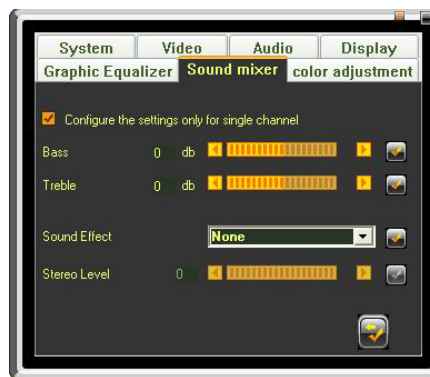 System Video Audio Display
Graphic Equalizer Sound mixer color adjustment
Configure the settings only for single channel
Bass 0 db
Treble 0 db
Sound Effect None
Stereo Level 0